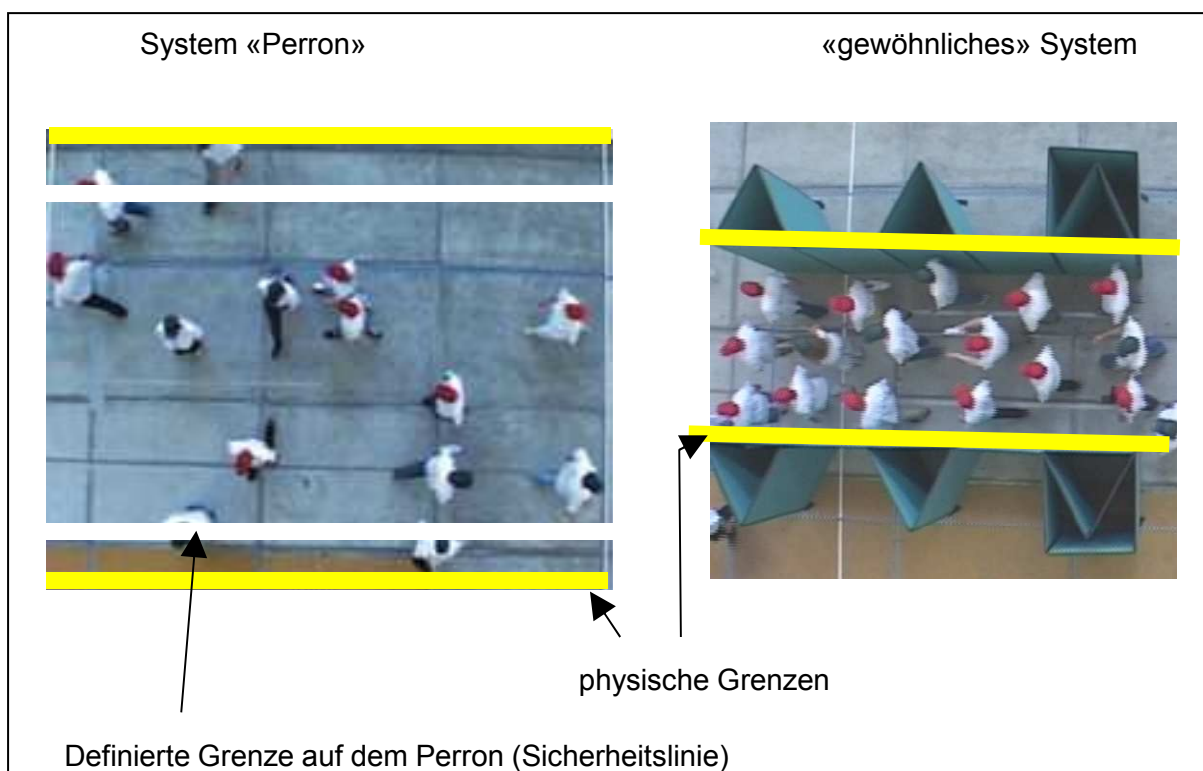 System «Perron»
«gewöhnliches» System
physische Grenzen
Definierte Grenze auf dem Perron (Sicherheitslinie)